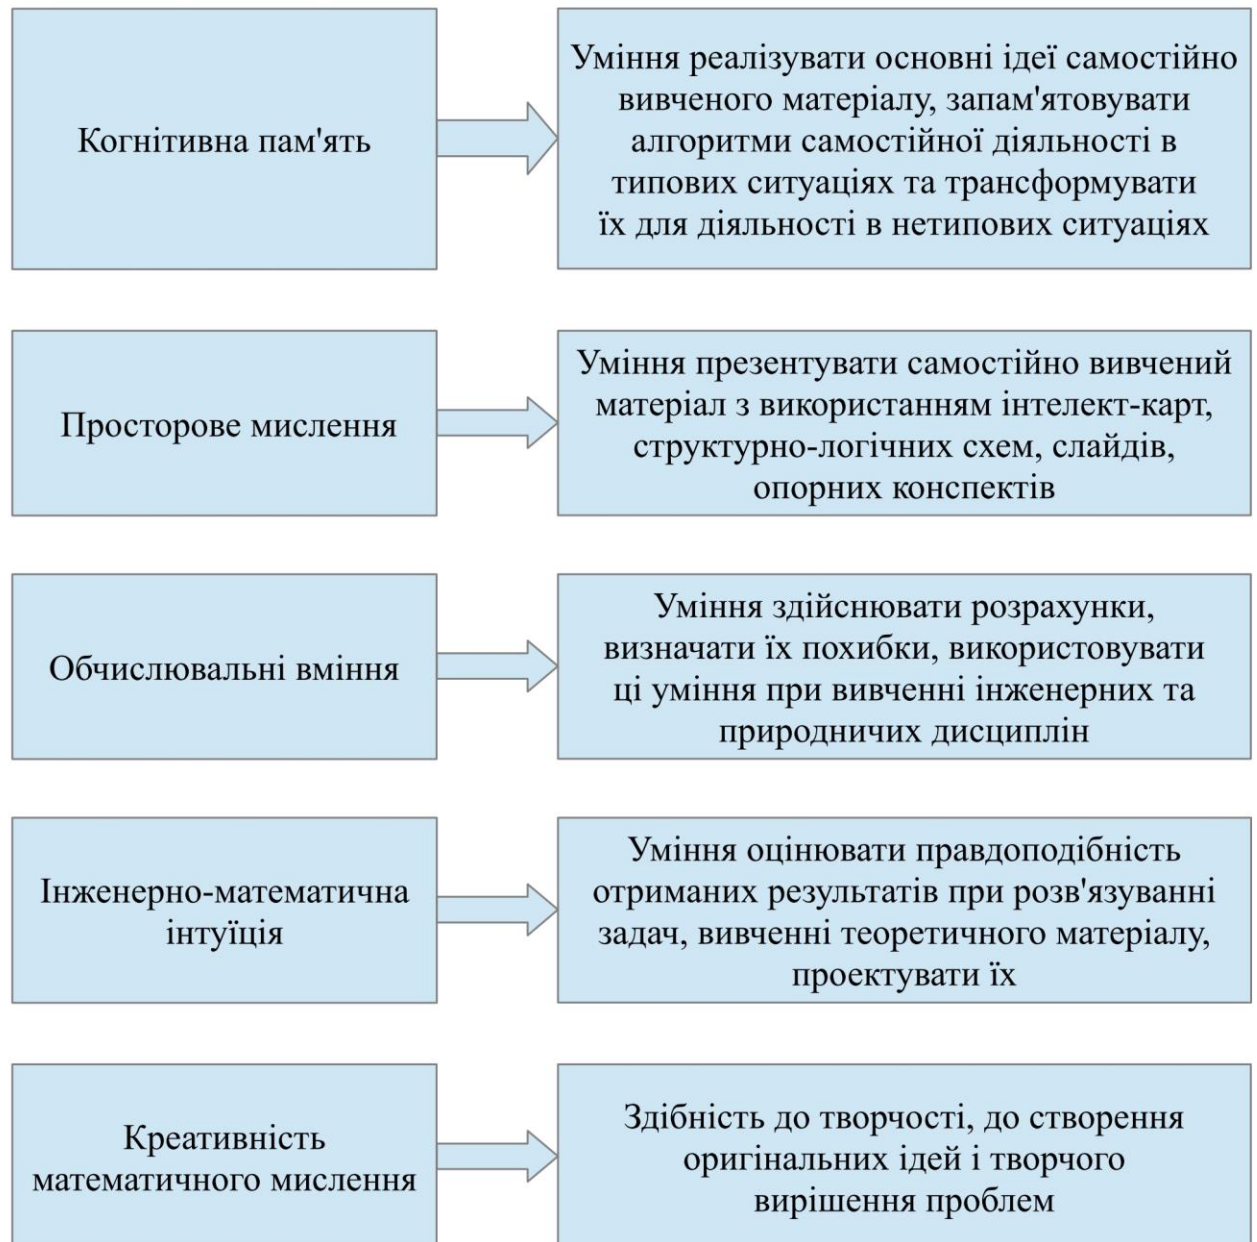 Когнітивна пам'ять
Уміння реалізувати основні ідеї самостійно
вивченого матеріалу, запам'ятовувати
алгоритми самостійної діяльності в
типових ситуаціях та трансформувати
їх для діяльності в нетипових ситуаціях
Просторове мислення
Уміння презентувати самостійно вивчений
матеріал з використанням інтелект-карт,
структурно-логічних схем, слайдів,
опорних конспектів
Обчислювальні вміння
Уміння здійснювати розрахунки,
визначати їх похибки, використовувати
ці уміння при вивченні інженерних та
природничих дисциплін
Інженерно-математична
інтуїція
Уміння оцінювати правдоподібність
отриманих результатів при розв'язуванні
задач, вивченні теоретичного матеріалу,
проектувати їх
Креативність
математичного мислення
Здібність до творчості, до створення
оригінальних ідей і творчого
вирішення проблем